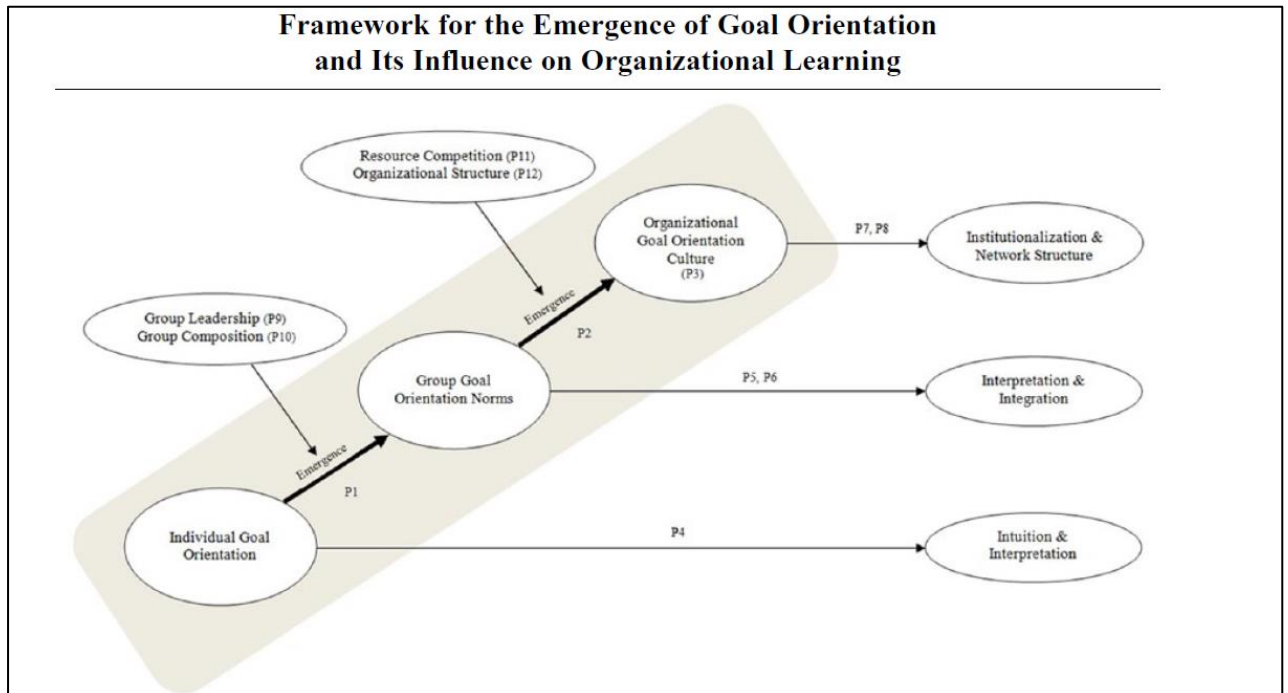 Framework for the Emergence of Goal Orientation
and Its Influence on Organizational Learning
Resource Competition (P11)
Organizational Structure (P12)
Organizational
Goal Orientation
Culture
(P3)
P7, P8
Institutionalization &
Network Structure
Emergence
P2
Group Leadership (P9)
Group Composition (P10)
Group Goal
Orientation Norms
P5, P6
Interpretation &
Integration
Emergence
P1
Individual Goal
Orientation
P4
Intuition &
Interpretation